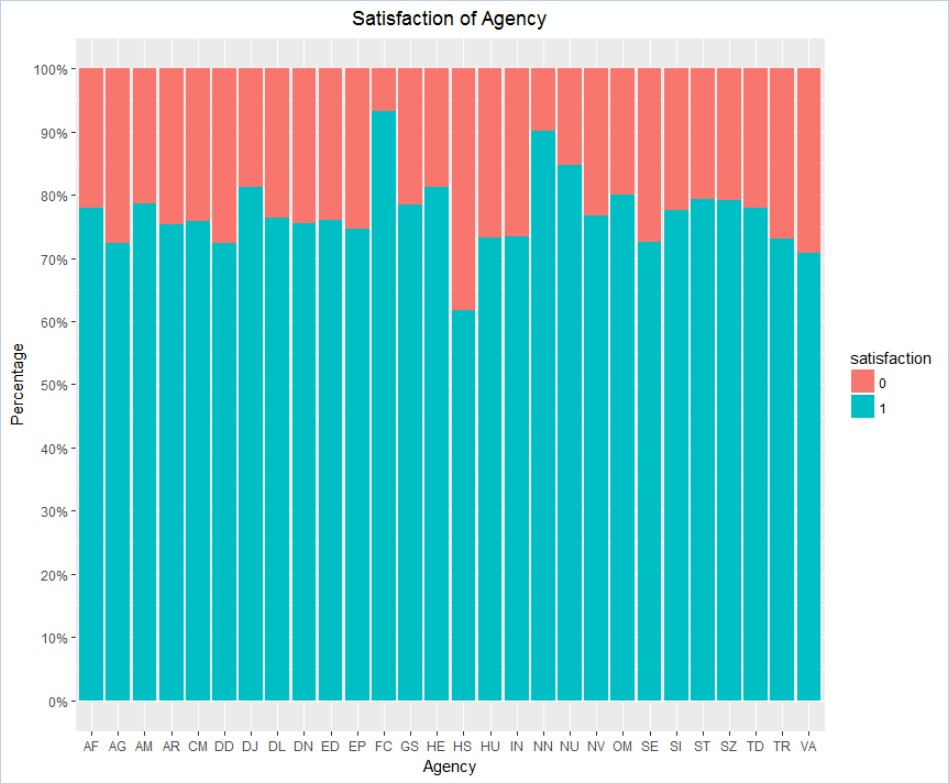 Satisfaction of Agency
100%
90%
80%
70%
60%
50%
40%
30%
20%
10%
0%
Percentage
AF AG AM AR CM DD DJ DL DN ED EP FC GS HE HS HU IN NN NU NV OM SE SI ST SZ TD TR VA
Agency
satisfaction
0
1